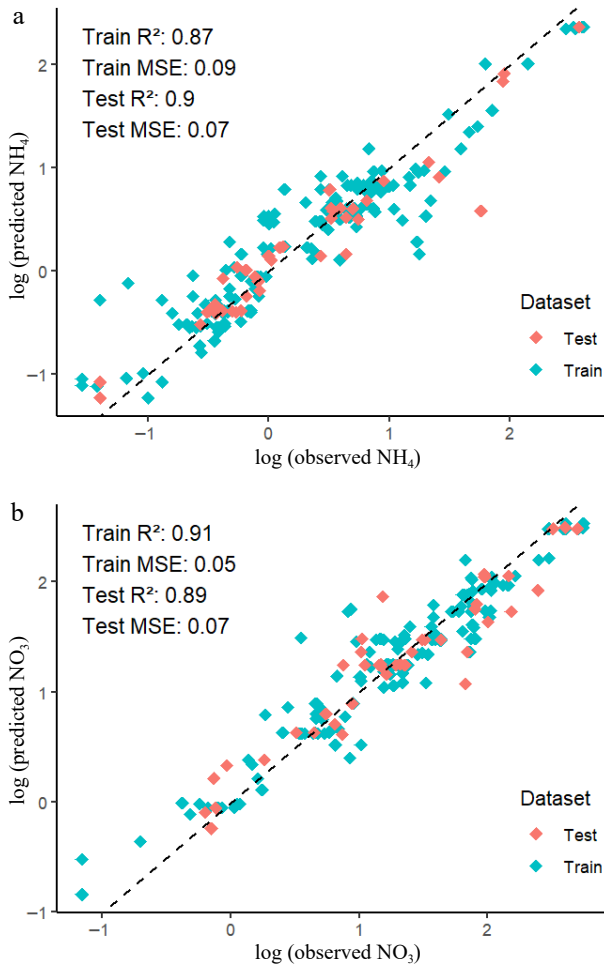 a
Train R²: 0.87
Train MSE: 0.09
Test R²: 0.9
Test MSE: 0.07
log (predicted NH₄)
2
1
0
−1
Dataset
Test
Train
−1
0
1
2
log (observed NH₄)
b
Train R²: 0.91
Train MSE: 0.05
Test R²: 0.89
Test MSE: 0.07
log (predicted NO₃)
2
1
0
−1
Dataset
Test
Train
−1
0
1
2
log (observed NO₃)